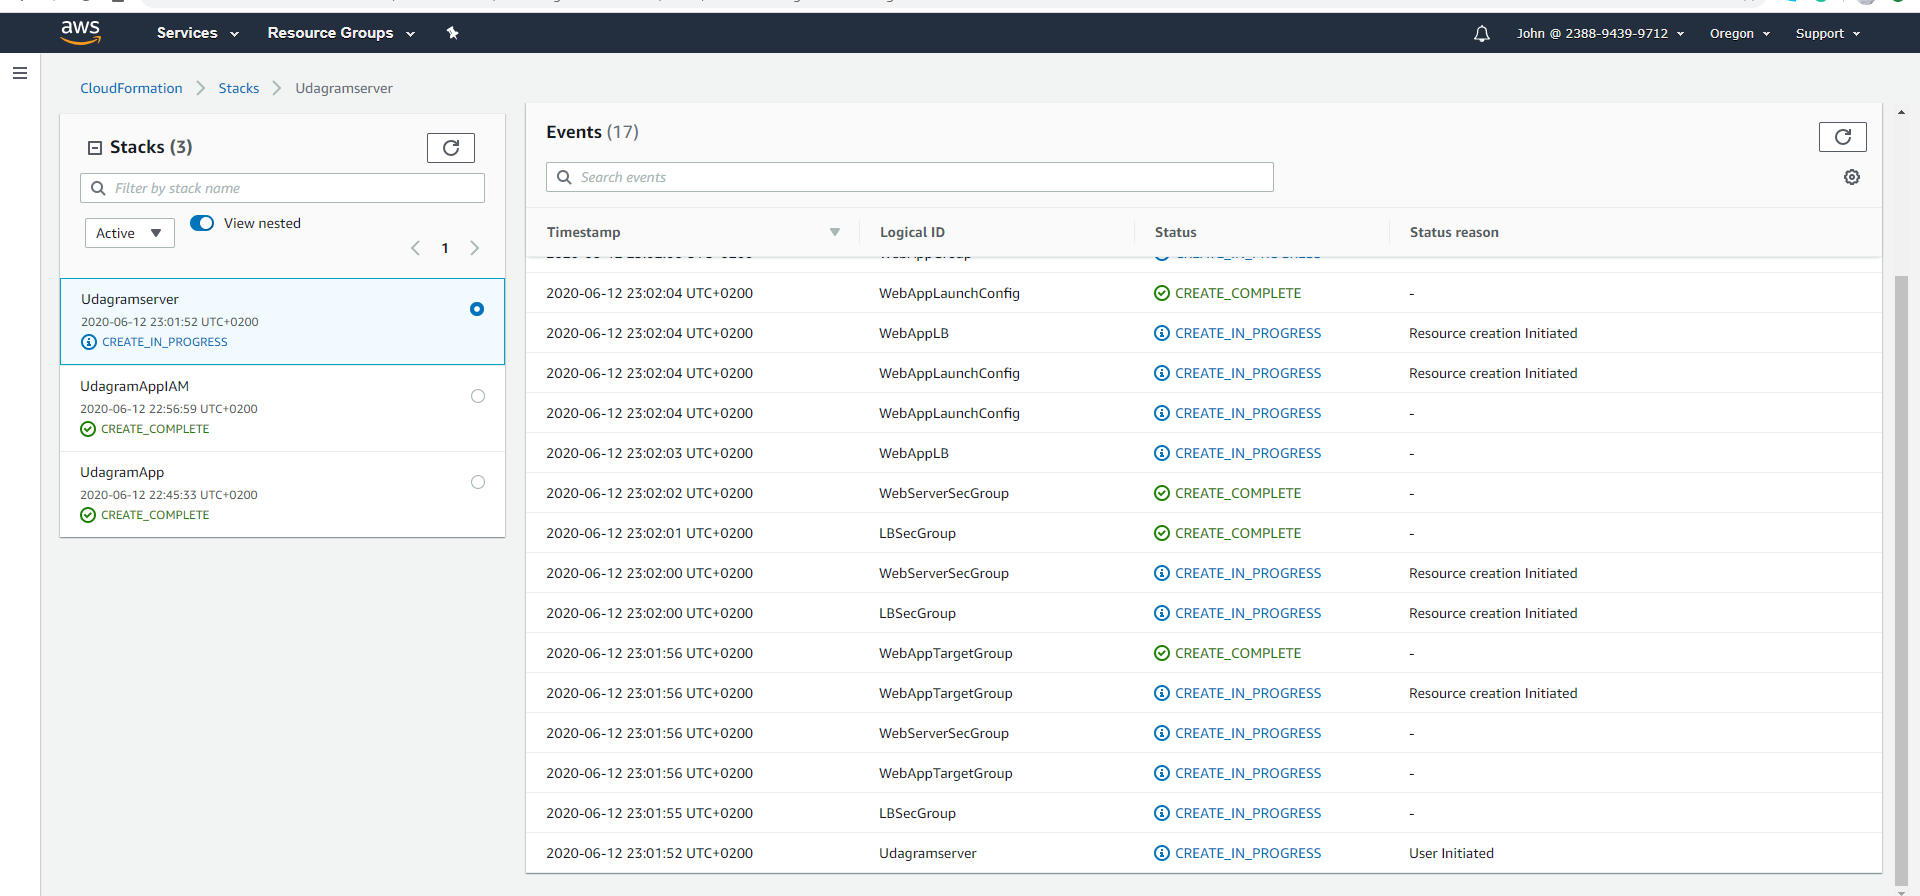 aws
Services
Resource Groups
John @ 2388-9439-9712
Oregon
Support
CloudFormation
Stacks
Udagramserver
Stacks (3)
Filter by stack name
Active
View nested
1
Udagramserver
2020-06-12 23:01:52 UTC+0200
CREATE_IN_PROGRESS
UdagramAppIAM
2020-06-12 22:56:59 UTC+0200
CREATE_COMPLETE
UdagramApp
2020-06-12 22:45:33 UTC+0200
CREATE_COMPLETE
Events (17)
Search events
Timestamp Logical ID Status Status reason
WebAppGroup CREATE_IN_PROGRESS
2020-06-12 23:02:04 UTC+0200 WebAppLaunchConfig CREATE_COMPLETE -
2020-06-12 23:02:04 UTC+0200 WebAppLB CREATE_IN_PROGRESS Resource creation Initiated
2020-06-12 23:02:04 UTC+0200 WebAppLaunchConfig CREATE_IN_PROGRESS Resource creation Initiated
2020-06-12 23:02:04 UTC+0200 WebAppLaunchConfig CREATE_IN_PROGRESS -
2020-06-12 23:02:03 UTC+0200 WebAppLB CREATE_IN_PROGRESS -
2020-06-12 23:02:02 UTC+0200 WebServerSecGroup CREATE_COMPLETE -
2020-06-12 23:02:01 UTC+0200 LBSecGroup CREATE_COMPLETE -
2020-06-12 23:02:00 UTC+0200 WebServerSecGroup CREATE_IN_PROGRESS Resource creation Initiated
2020-06-12 23:02:00 UTC+0200 LBSecGroup CREATE_IN_PROGRESS Resource creation Initiated
2020-06-12 23:01:56 UTC+0200 WebAppTargetGroup CREATE_COMPLETE -
2020-06-12 23:01:56 UTC+0200 WebAppTargetGroup CREATE_IN_PROGRESS Resource creation Initiated
2020-06-12 23:01:56 UTC+0200 WebServerSecGroup CREATE_IN_PROGRESS -
2020-06-12 23:01:56 UTC+0200 WebAppTargetGroup CREATE_IN_PROGRESS -
2020-06-12 23:01:55 UTC+0200 LBSecGroup CREATE_IN_PROGRESS -
2020-06-12 23:01:52 UTC+0200 Udagramserver CREATE_IN_PROGRESS User Initiated